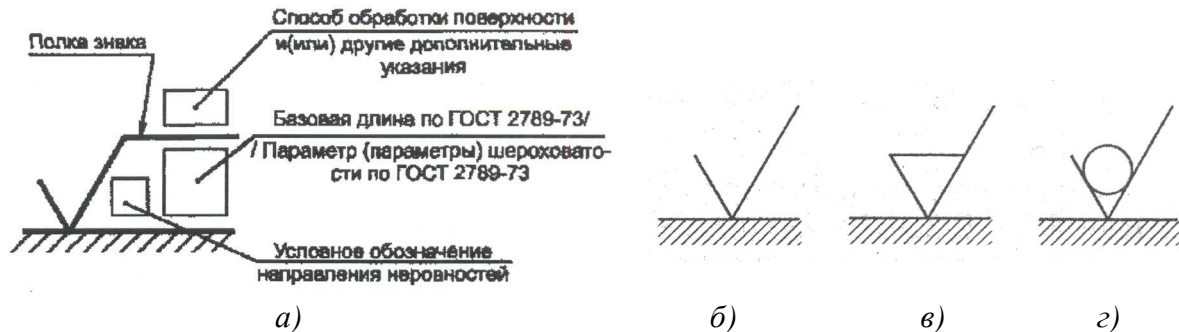 Способ обработки поверхности
и(или) другие дополнительные
указания
Полка знака
Базовая длина по ГОСТ 2789-73/
/ Параметр (параметры) шероховато-
сти по ГОСТ 2789-73
Условное обозначение
направления неровностей
а)
б)
в)
г)